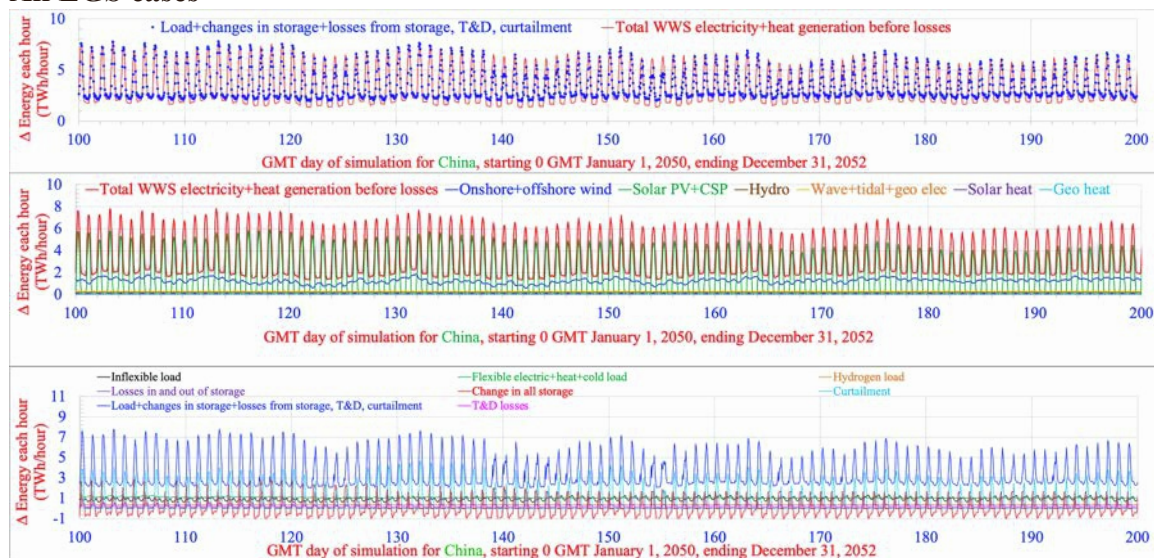 All EGS cases
• Load+changes in storage+losses from storage, T&D, curtailment —Total WWS electricity+heat generation before losses
Δ Energy each hour
(TWh/hour)
10
5
0
100 110 120 130 140 150 160 170 180 190 200
GMT day of simulation for China, starting 0 GMT January 1, 2050, ending December 31, 2052
—Total WWS electricity+heat generation before losses —Onshore+offshore wind —Solar PV+CSP —Hydro —Wave+tidal+geo elec —Solar heat —Geo heat
Δ Energy each hour
(TWh/hour)
10
8
6
4
2
0
100 110 120 130 140 150 160 170 180 190 200
GMT day of simulation for China, starting 0 GMT January 1, 2050, ending December 31, 2052
—Inflexible load —Flexible electric+heat+cold load —Hydrogen load
—Losses in and out of storage —Change in all storage —Curtailment
—Load+changes in storage+losses from storage, T&D, curtailment —T&D losses
Δ Energy each hour
(TWh/hour)
11
9
7
5
3
1
-1
100 110 120 130 140 150 160 170 180 190 200
GMT day of simulation for China, starting 0 GMT January 1, 2050, ending December 31, 2052